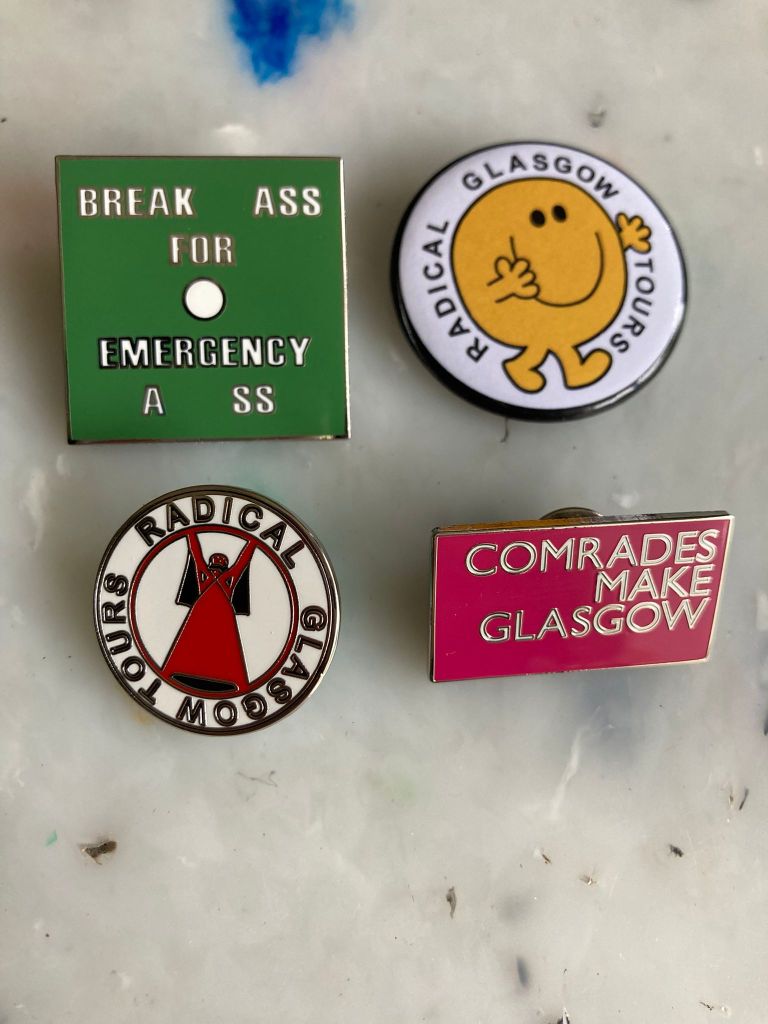 BREAK ASS
FOR
EMERGENCY
A SS
RADICAL GLASGOW TOURS
RADICAL GLASGOW TOURS
COMRADES
MAKE
GLASGOW